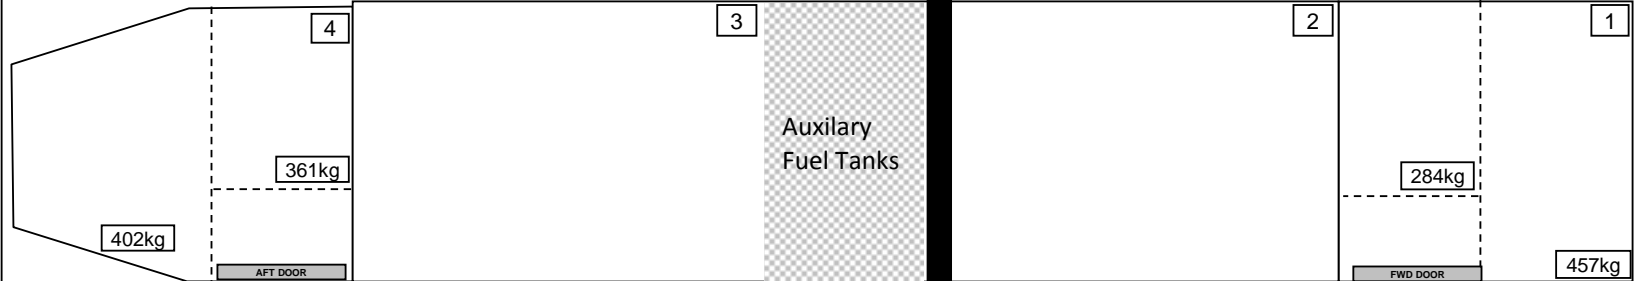 4
3
2
1
Auxilary
Fuel Tanks
361kg
284kg
402kg
457kg
AFT DOOR
FWD DOOR